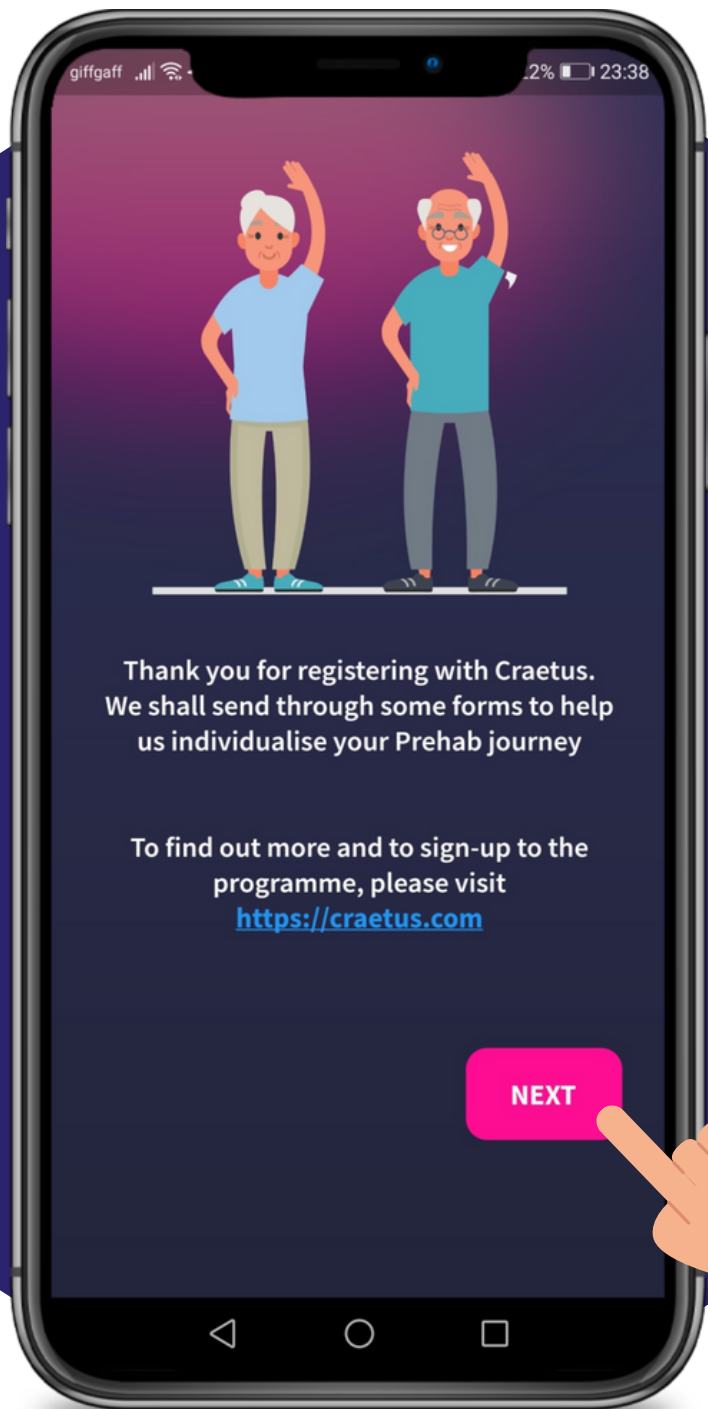 giffgaff
2% 23:38
Thank you for registering with Craetus.
We shall send through some forms to help
us individualise your Prehab journey
To find out more and to sign-up to the
programme, please visit
https://craetus.com
NEXT